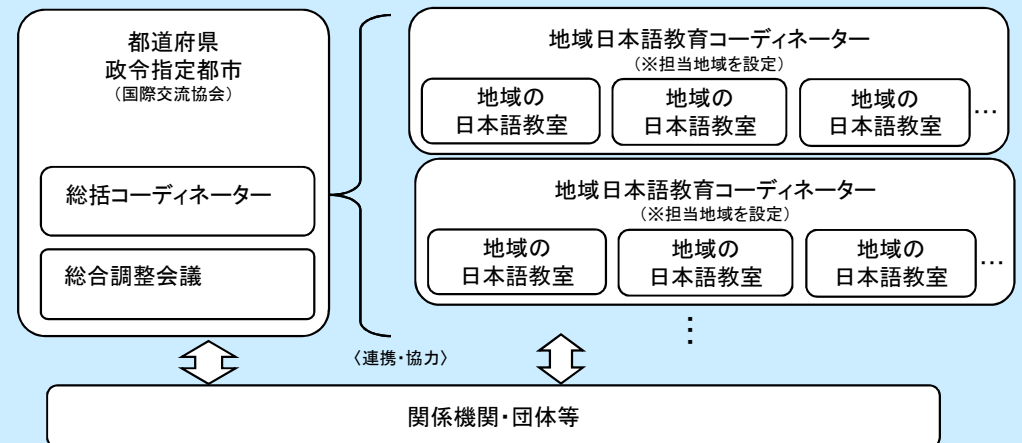 都道府県
政令指定都市
（国際交流協会）
総括コーディネーター
総合調整会議
地域日本語教育コーディネーター
（※担当地域を設定）
地域の
日本語教室
地域の
日本語教室
地域の
日本語教室
…
地域日本語教育コーディネーター
（※担当地域を設定）
地域の
日本語教室
地域の
日本語教室
地域の
日本語教室
…
⋮
〈連携・協力〉
関係機関・団体等